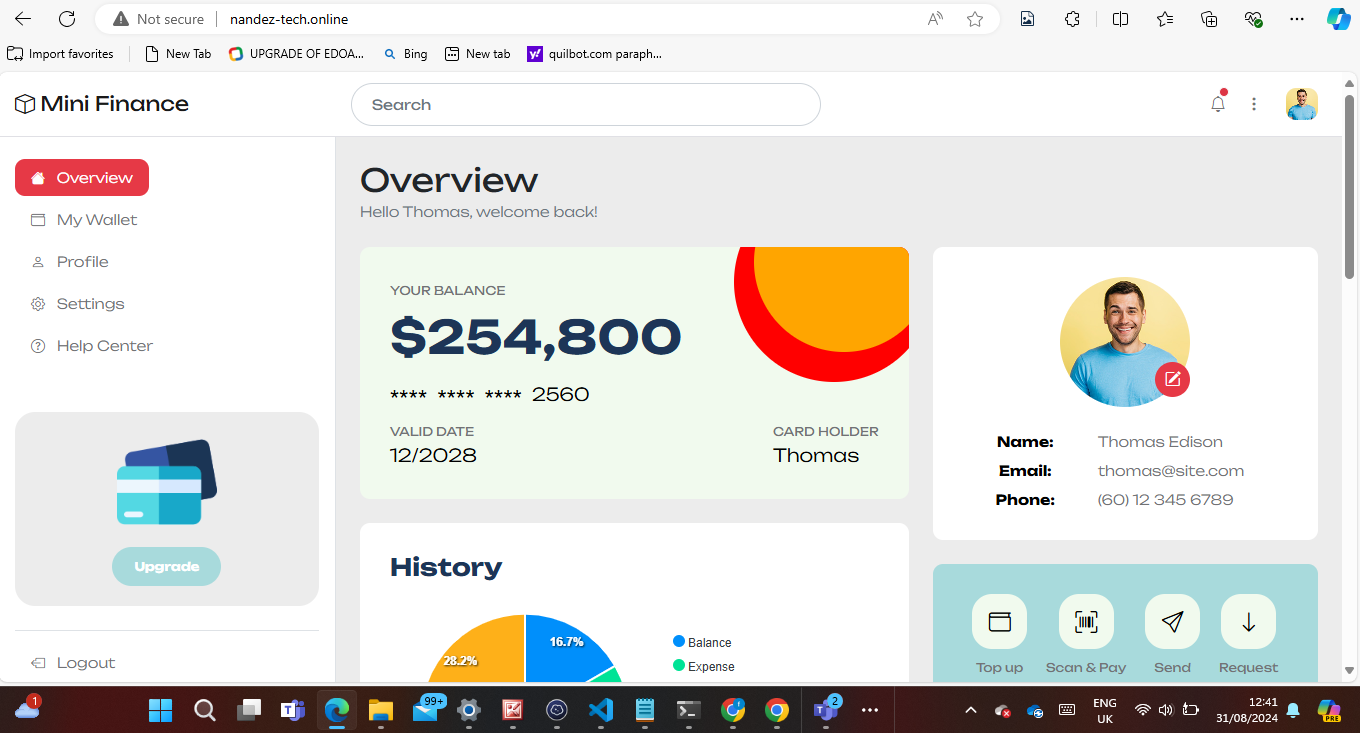 Not secure
nandez-tech.online
Import favorites
New Tab
UPGRADE OF EDOA...
Bing
New tab
quilbot.com paraph...
Mini Finance
Search
Overview
My Wallet
Profile
Settings
Help Center
Upgrade
Logout
Overview
Hello Thomas, welcome back!
YOUR BALANCE
$254,800
**** **** **** 2560
VALID DATE
12/2028
CARD HOLDER
Thomas
Name: Thomas Edison
Email: thomas@site.com
Phone: (60) 12 345 6789
History
28.2%
16.7%
Balance
Expense
Top up
Scan & Pay
Send
Request
1
99+
2
ENG
UK
12:41
31/08/2024
PRE